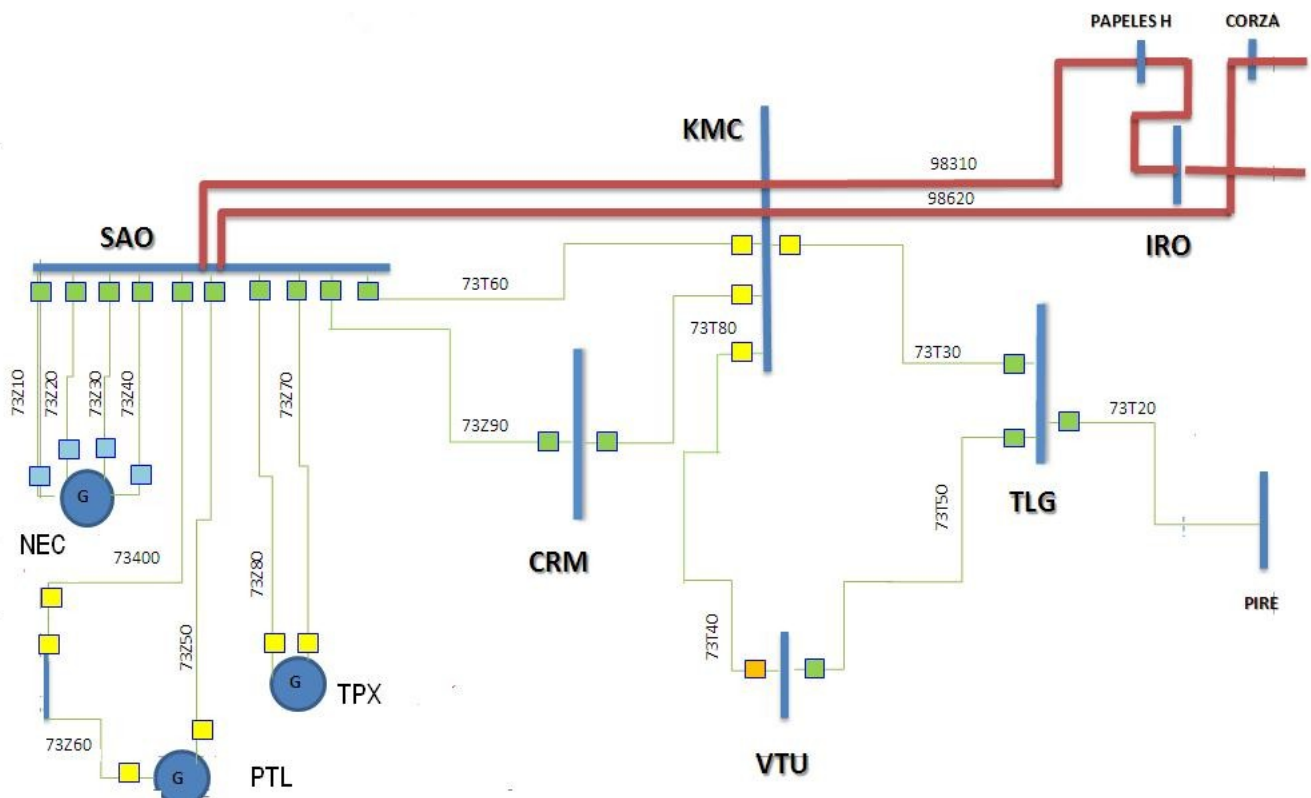 PAPELES H
CORZA
KMC
98310
98620
SAO
IRO
73T60
73T80
73T30
73Z10
73Z20
73Z30
73Z40
73Z70
73Z90
73T20
G
NEC
CRM
73T50
TLG
73400
73Z80
PIRE
73Z50
73T40
G
TPX
73Z60
G
PTL
VTU